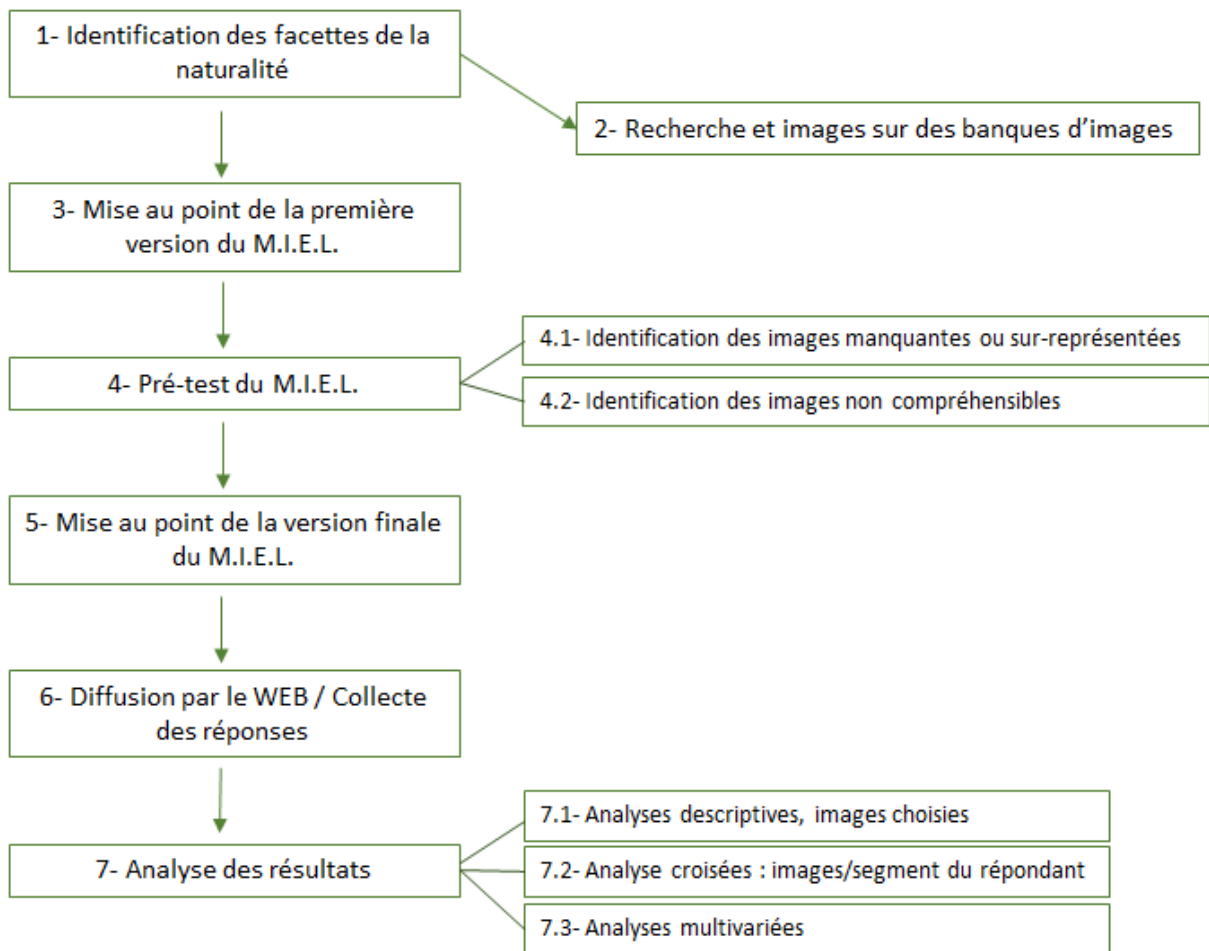 1- Identification des facettes de la
naturalité
2- Recherche et images sur des banques d’images
3- Mise au point de la première
version du M.I.E.L.
4- Pré-test du M.I.E.L.
4.1- Identification des images manquantes ou sur-représentées
4.2- Identification des images non compréhensibles
5- Mise au point de la version finale
du M.I.E.L.
6- Diffusion par le WEB / Collecte
des réponses
7- Analyse des résultats
7.1- Analyses descriptives, images choisies
7.2- Analyse croisées : images/segment du répondant
7.3- Analyses multivariées